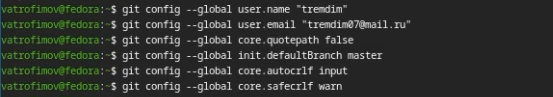 vatrofimov@fedora:~$ git config --global user.name "tremdim"
vatrofimov@fedora:~$ git config --global user.email "tremdim07@mail.ru"
vatrofimov@fedora:~$ git config --global core.quotepath false
vatrofimov@fedora:~$ git config --global init.defaultBranch master
vatrofimov@fedora:~$ git config --global core.autocrlf input
vatrofimov@fedora:~$ git config --global core.safecrlf warn